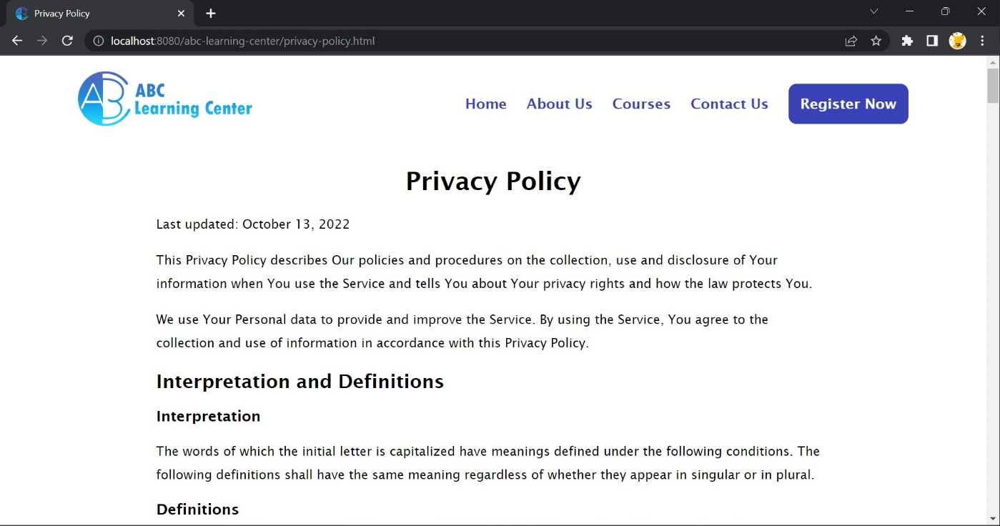 Privacy Policy
localhost:8080/abc-learning-center/privacy-policy.html
AB
ABC
Learning Center
Home About Us Courses Contact Us Register Now
Privacy Policy
Last updated: October 13, 2022
This Privacy Policy describes Our policies and procedures on the collection, use and disclosure of Your
information when You use the Service and tells You about Your privacy rights and how the law protects You.
We use Your Personal data to provide and improve the Service. By using the Service, You agree to the
collection and use of information in accordance with this Privacy Policy.
Interpretation and Definitions
Interpretation
The words of which the initial letter is capitalized have meanings defined under the following conditions. The
following definitions shall have the same meaning regardless of whether they appear in singular or in plural.
Definitions